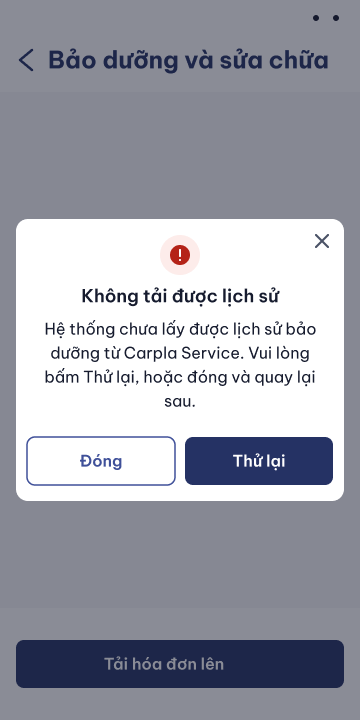 Bảo dưỡng và sửa chữa
Không tải được lịch sử
Hệ thống chưa lấy được lịch sử bảo
dưỡng từ Carpla Service. Vui lòng
bấm Thử lại, hoặc đóng và quay lại
sau.
Đóng
Thử lại
Tải hóa đơn lên